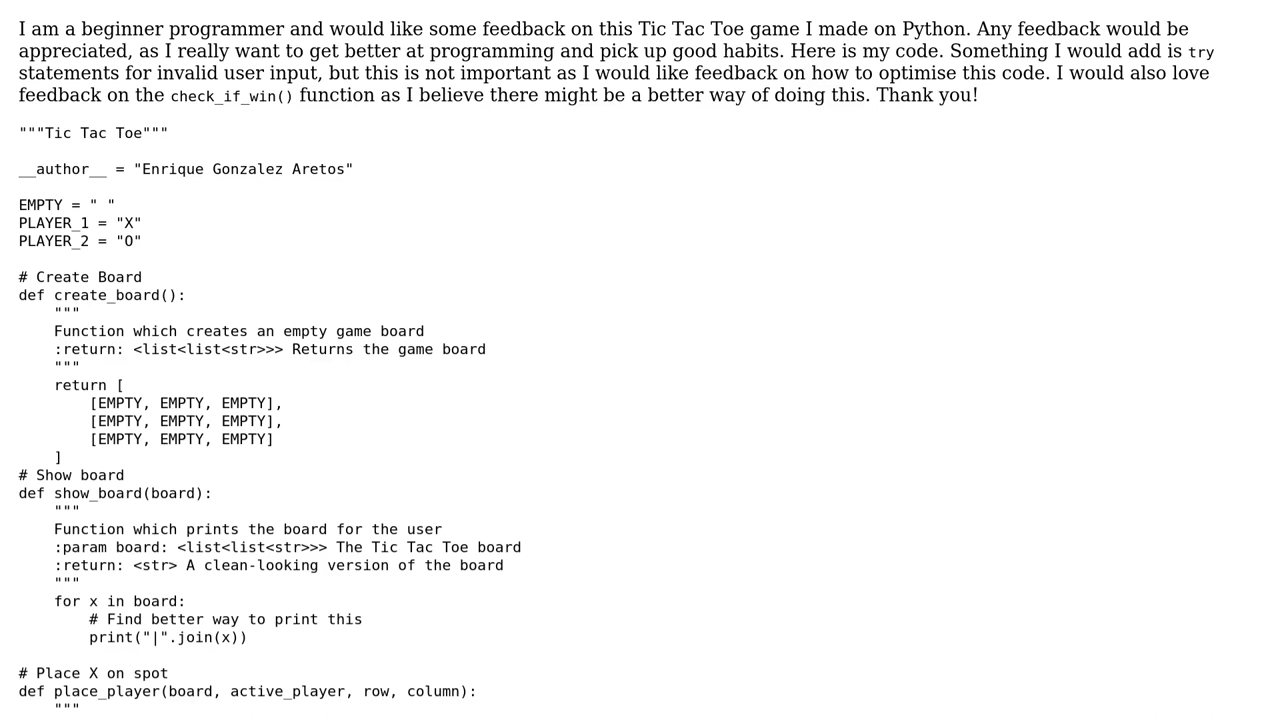 I am a beginner programmer and would like some feedback on this Tic Tac Toe game I made on Python. Any feedback would be
appreciated, as I really want to get better at programming and pick up good habits. Here is my code. Something I would add is try
statements for invalid user input, but this is not important as I would like feedback on how to optimise this code. I would also love
feedback on the check_if_win() function as I believe there might be a better way of doing this. Thank you!
"""Tic Tac Toe"""
__author__ = "Enrique Gonzalez Aretos"
EMPTY = " "
PLAYER_1 = "X"
PLAYER_2 = "O"
# Create Board
def create_board():
    """
    Function which creates an empty game board
    :return: <list<list<str>>> Returns the game board
    """
    return [
        [EMPTY, EMPTY, EMPTY],
        [EMPTY, EMPTY, EMPTY],
        [EMPTY, EMPTY, EMPTY]
    ]
# Show board
def show_board(board):
    """
    Function which prints the board for the user
    :param board: <list<list<str>>> The Tic Tac Toe board
    :return: <str> A clean-looking version of the board
    """
    for x in board:
        # Find better way to print this
        print("|".join(x))
# Place X on spot
def place_player(board, active_player, row, column):
    """